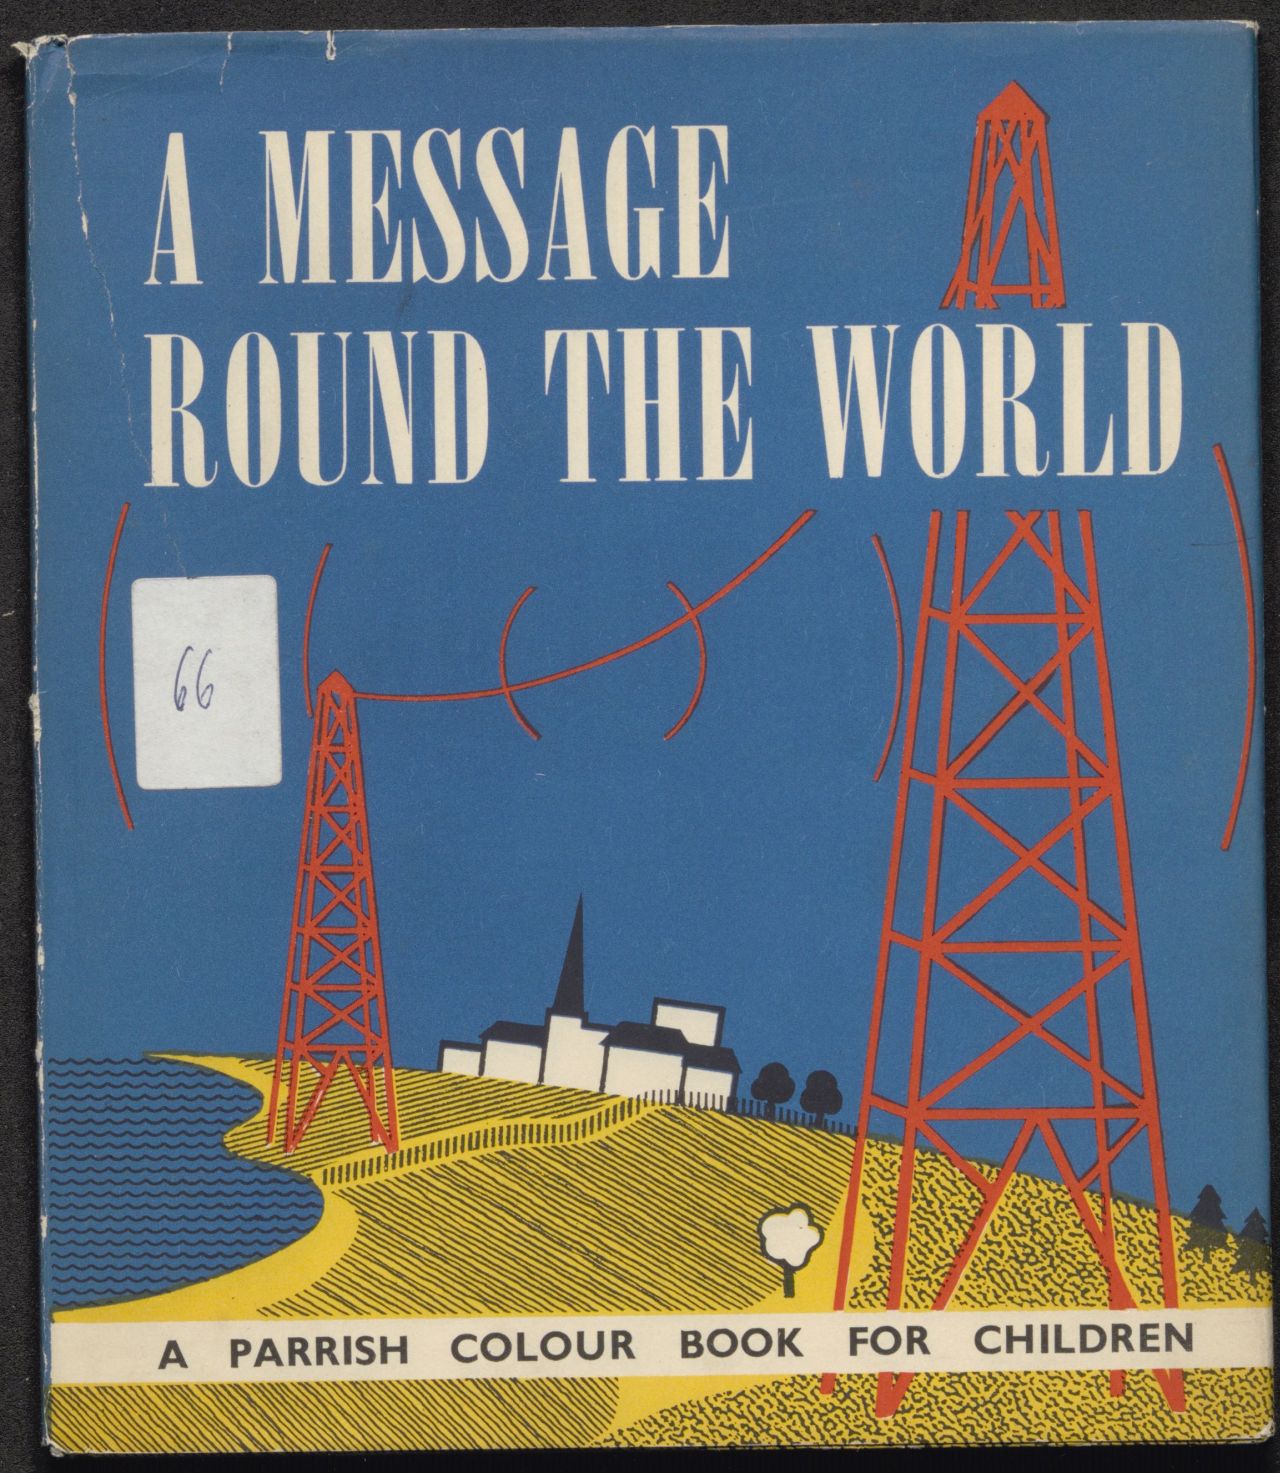 A MESSAGE
ROUND THE WORLD
66
A PARRISH COLOUR BOOK FOR CHILDREN